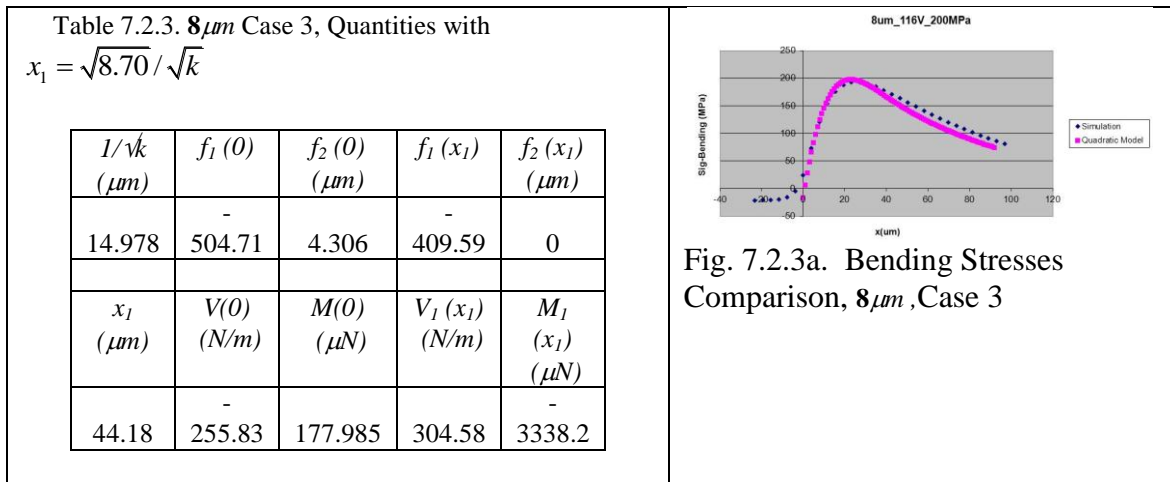 Table 7.2.3. 8μm Case 3, Quantities with
x₁ = √8.70 / √k
1/√k (μm) f₁ (0) f₂ (0) (μm) f₁ (x₁) f₂ (x₁) (μm)
14.978 -504.71 4.306 -409.59 0
x₁ (μm) V(0) (N/m) M(0) (μN) V₁ (x₁) (N/m) M₁ (x₁) (μN)
44.18 -255.83 177.985 304.58 -3338.2
8um_116V_200MPa
Sig-Bending (MPa)
250
200
150
100
50
0
-50
-40 -20 0 20 40 60 80 100 120
x(um)
Simulation
Quadratic Model
Fig. 7.2.3a. Bending Stresses
Comparison, 8μm ,Case 3